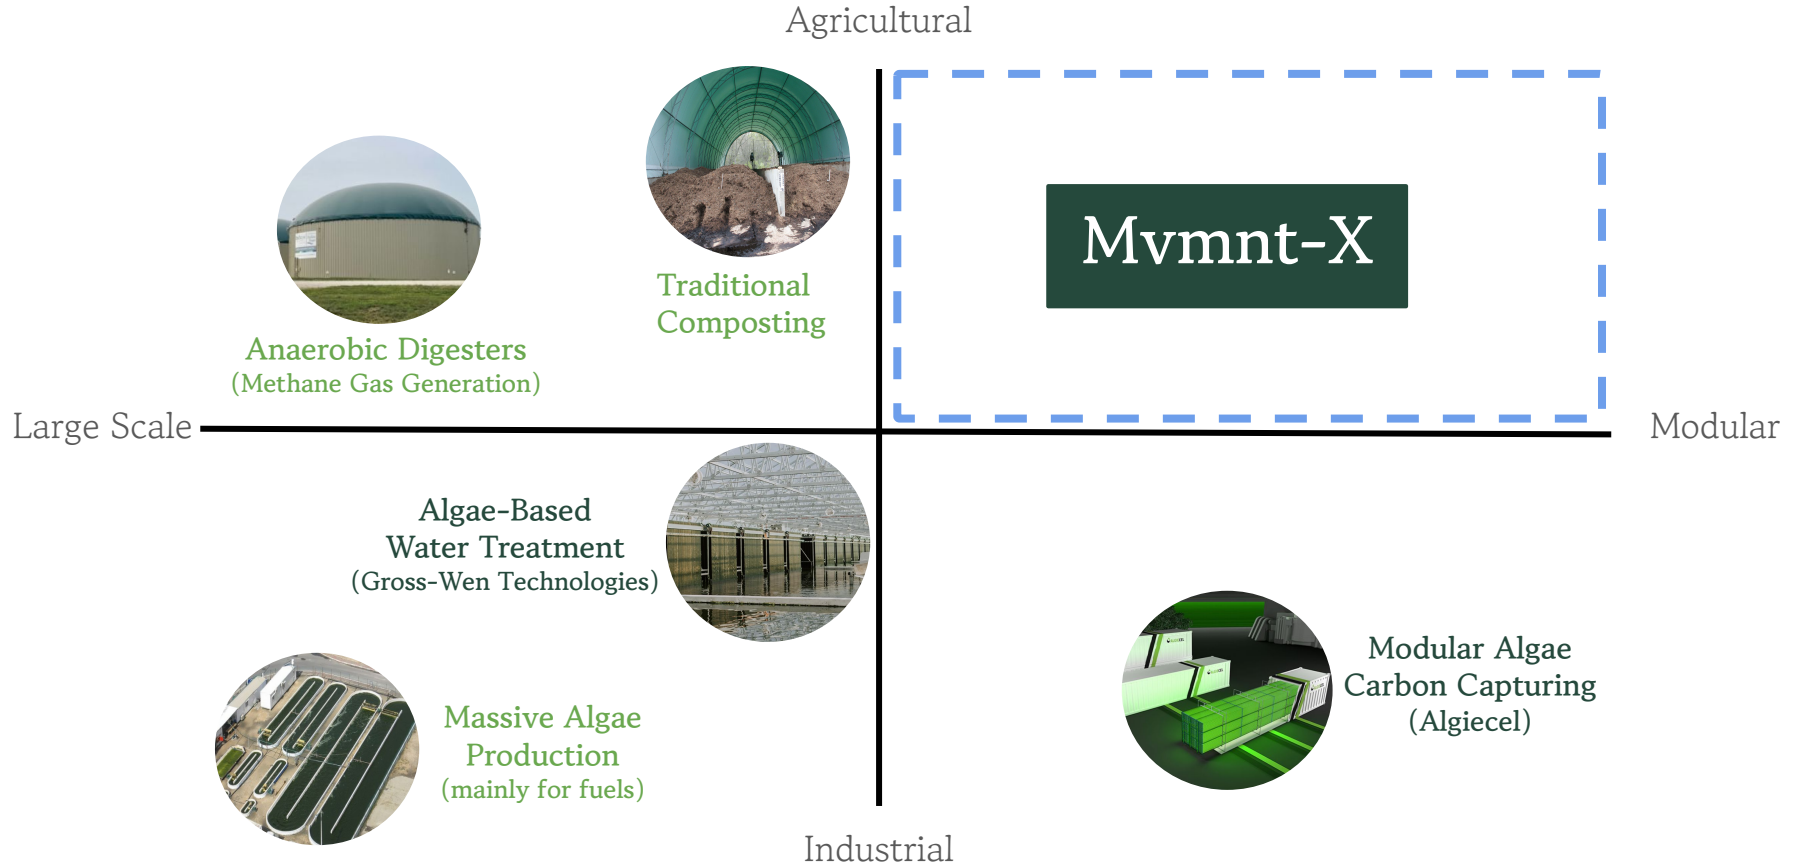 Agricultural
Mvmnt-X
Traditional
Composting
Anaerobic Digesters
(Methane Gas Generation)
Large Scale
Modular
Algae-Based
Water Treatment
(Gross-Wen Technologies)
Modular Algae
Carbon Capturing
(Algiecel)
Massive Algae
Production
(mainly for fuels)
Industrial